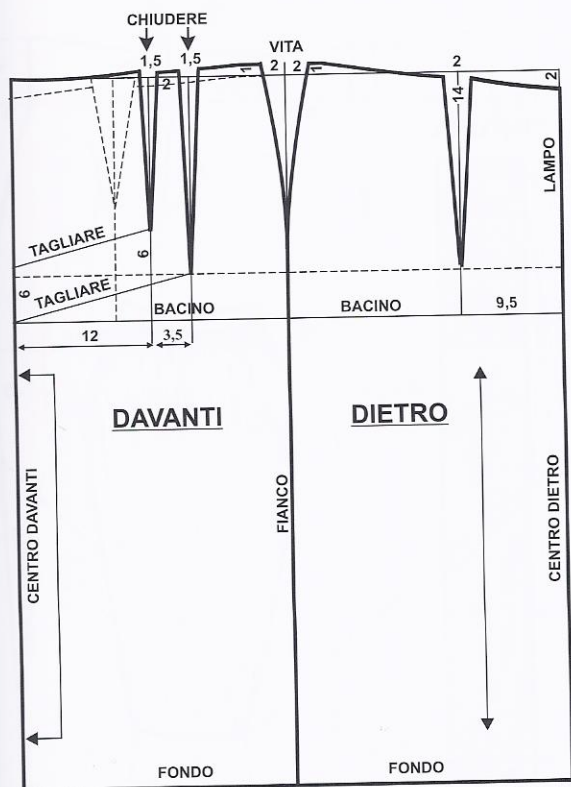 CHIUDERE
1,5 1,5 VITA
2 1 2 2 1 2 14 2
LAMPO
TAGLIARE
6
6
TAGLIARE
BACINO BACINO 9,5
12 3,5
DAVANTI DIETRO
CENTRO DAVANTI
FIANCO
CENTRO DIETRO
FONDO FONDO